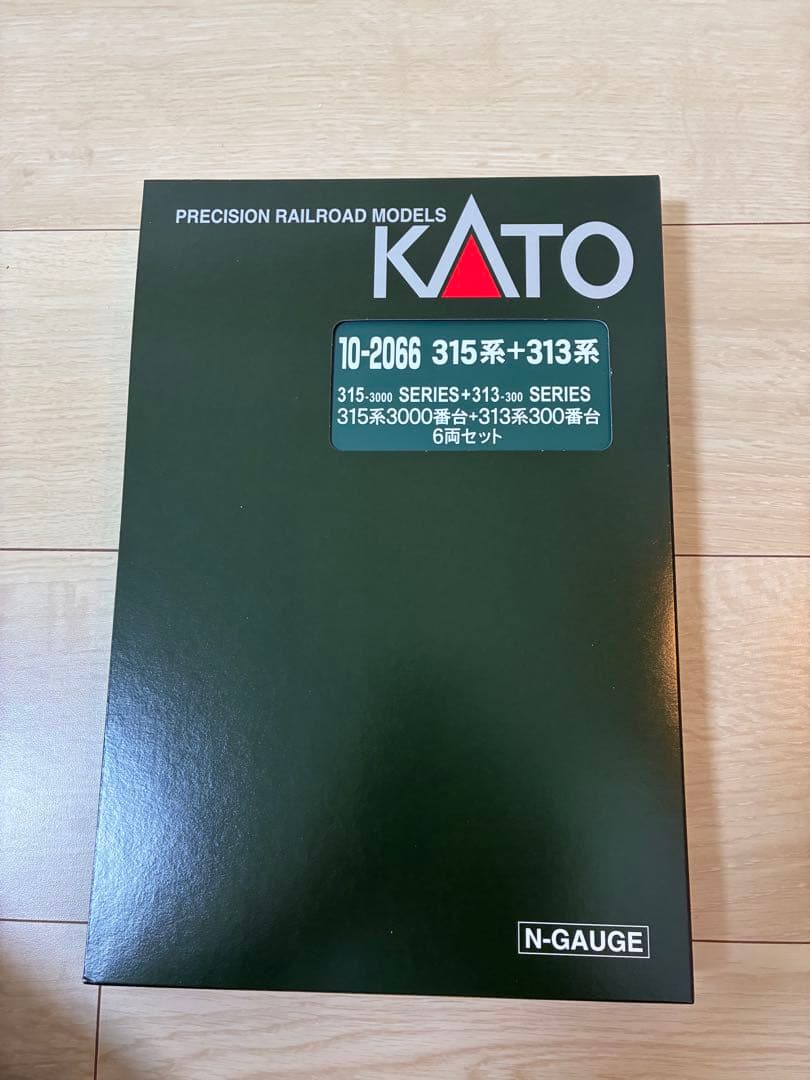 PRECISION RAILROAD MODELS
KATO
10-2066 315系+313系
315-3000 SERIES+313-300 SERIES
315系3000番台+313系300番台
6両セット
N-GAUGE